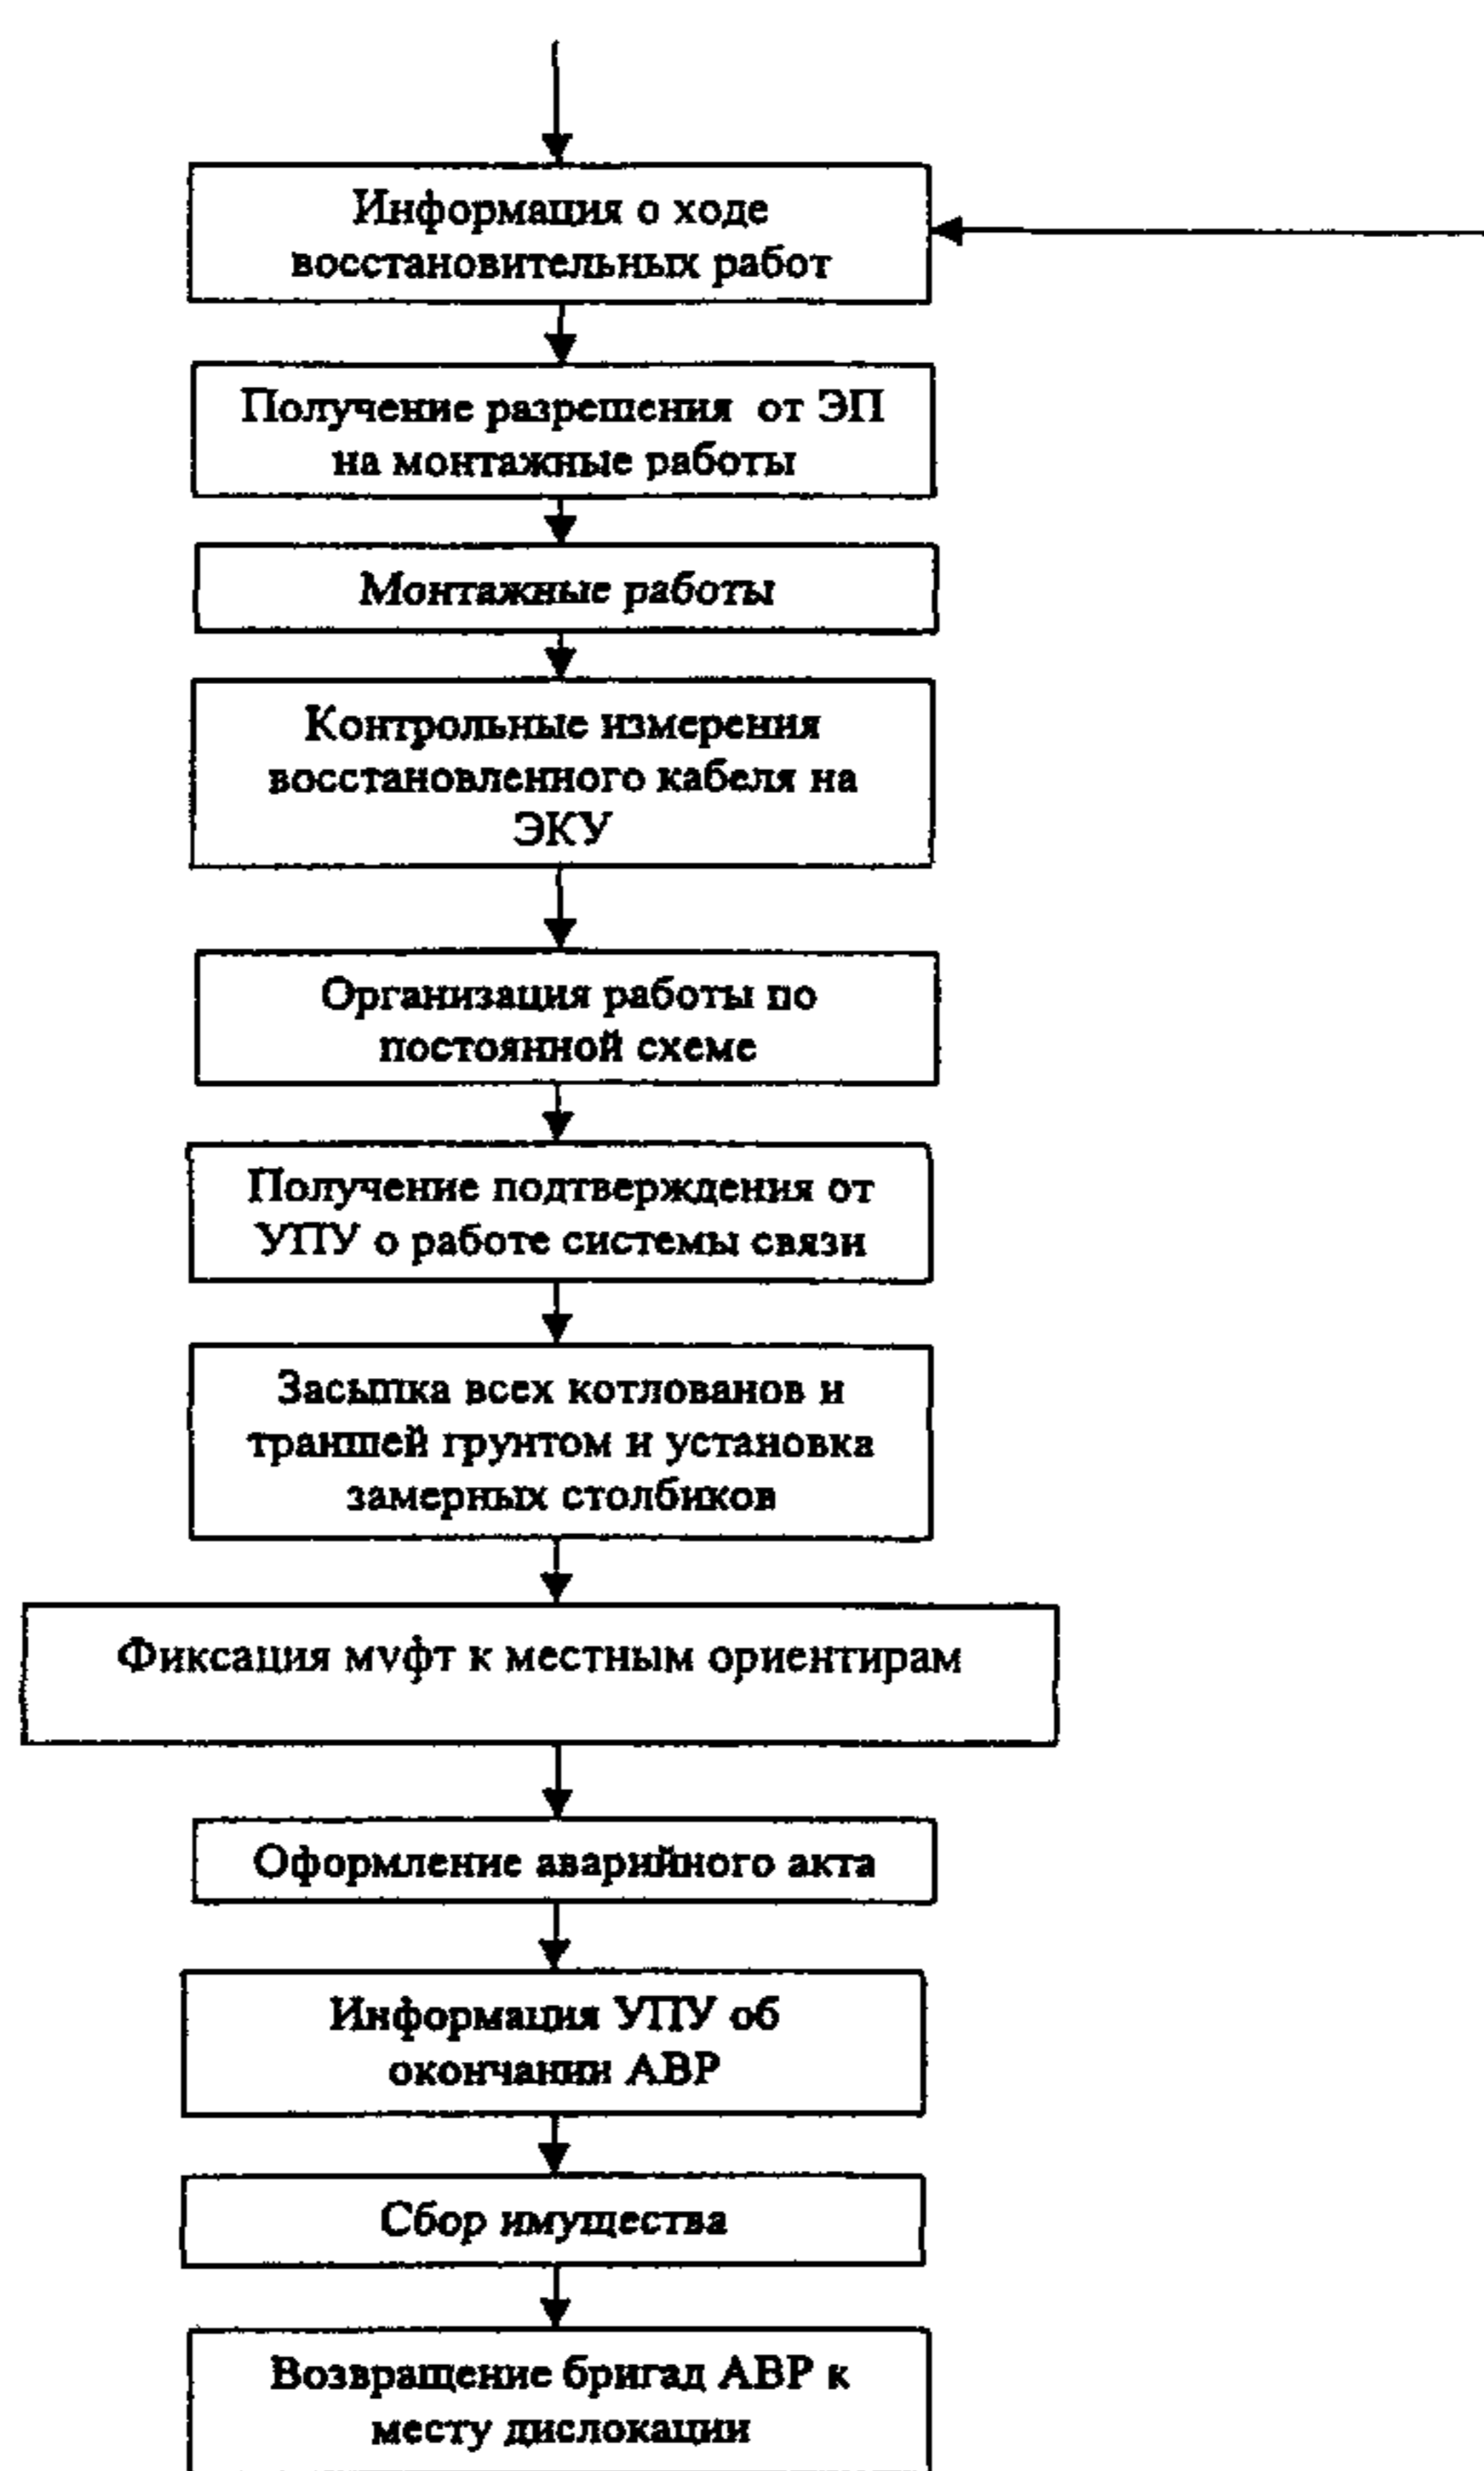 Информация о ходе
восстановительных работ
Получение разрешения от ЭП
на монтажные работы
Монтажные работы
Контрольные измерения
восстановленного кабеля на
ЭКУ
Организация работы по
постоянной схеме
Получение подтверждения от
УПУ о работе системы связи
Засыпка всех котлованов и
траншей грунтом и установка
замерных столбиков
Фиксация муфт к местным ориентирам
Оформление аварийного акта
Информация УПУ об
окончании АВР
Сбор имущества
Возвращение бригад АВР к
месту дислокации